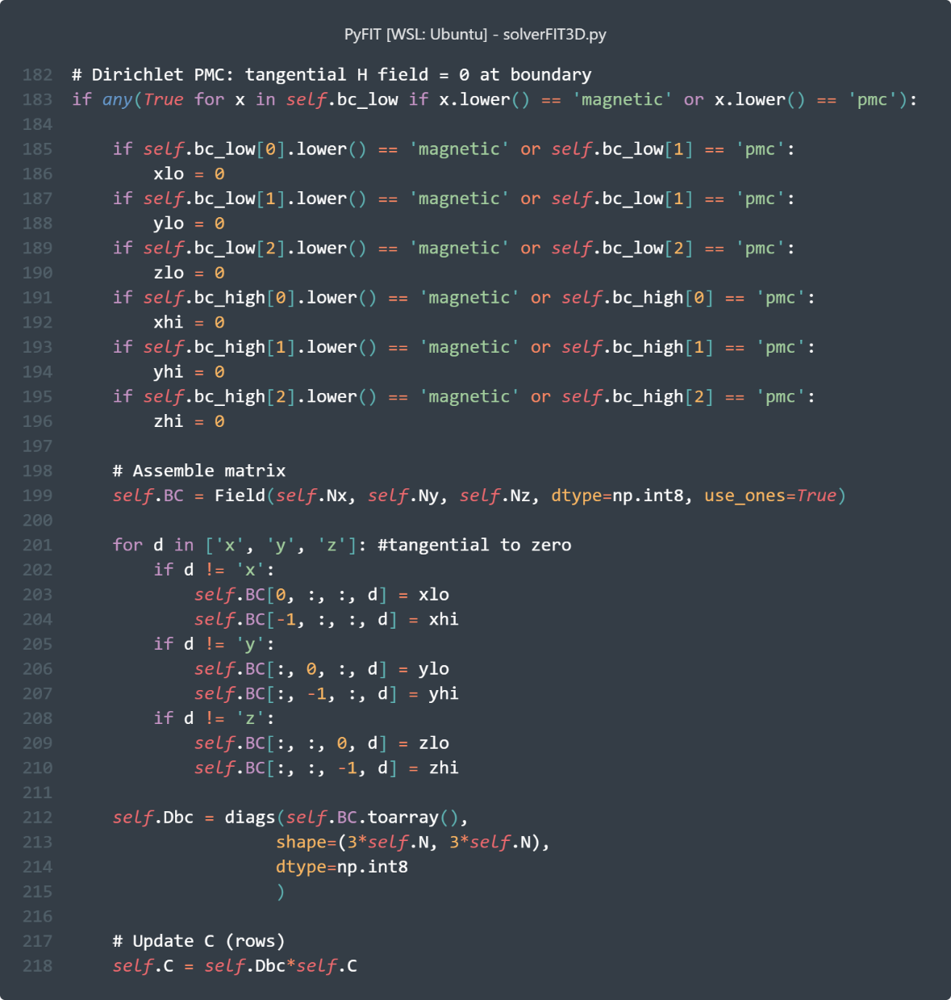 PyFIT [WSL: Ubuntu] - solverFIT3D.py
182 # Dirichlet PMC: tangential H field = 0 at boundary
183 if any(True for x in self.bc_low if x.lower() == 'magnetic' or x.lower() == 'pmc'):
184
185     if self.bc_low[0].lower() == 'magnetic' or self.bc_low[1] == 'pmc':
186         xlo = 0
187     if self.bc_low[1].lower() == 'magnetic' or self.bc_low[1] == 'pmc':
188         ylo = 0
189     if self.bc_low[2].lower() == 'magnetic' or self.bc_low[2] == 'pmc':
190         zlo = 0
191     if self.bc_high[0].lower() == 'magnetic' or self.bc_high[0] == 'pmc':
192         xhi = 0
193     if self.bc_high[1].lower() == 'magnetic' or self.bc_high[1] == 'pmc':
194         yhi = 0
195     if self.bc_high[2].lower() == 'magnetic' or self.bc_high[2] == 'pmc':
196         zhi = 0
197
198     # Assemble matrix
199     self.BC = Field(self.Nx, self.Ny, self.Nz, dtype=np.int8, use_ones=True)
200
201     for d in ['x', 'y', 'z']: #tangential to zero
202         if d != 'x':
203             self.BC[0, :, :, d] = xlo
204             self.BC[-1, :, :, d] = xhi
205         if d != 'y':
206             self.BC[:, 0, :, d] = ylo
207             self.BC[:, -1, :, d] = yhi
208         if d != 'z':
209             self.BC[:, :, 0, d] = zlo
210             self.BC[:, :, -1, d] = zhi
211
212     self.Dbc = diags(self.BC.toarray(),
213                     shape=(3*self.N, 3*self.N),
214                     dtype=np.int8
215                     )
216
217     # Update C (rows)
218     self.C = self.Dbc*self.C